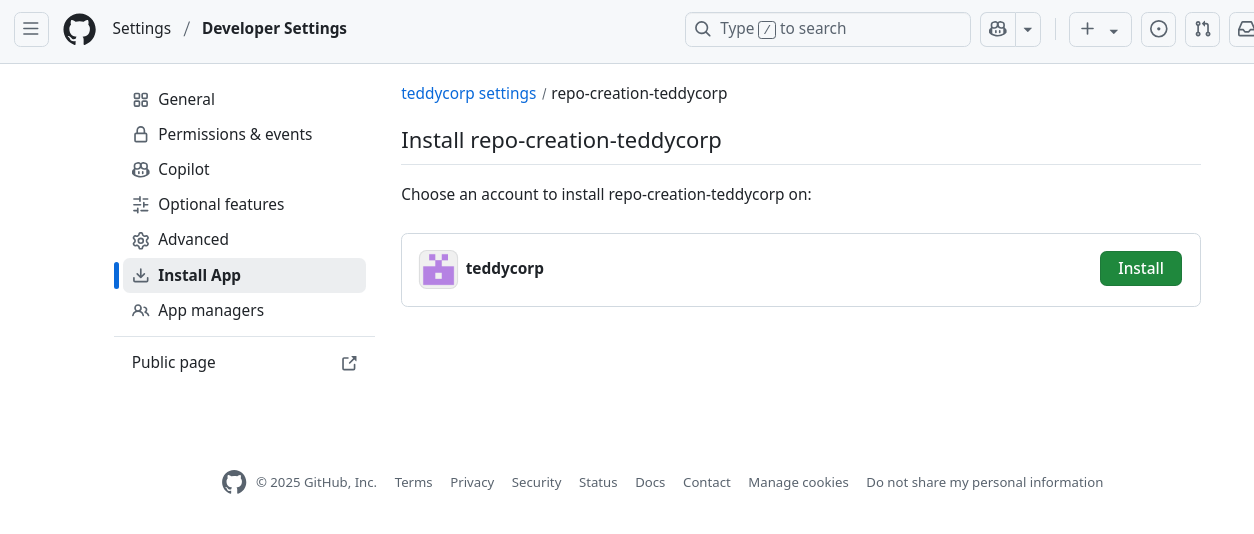 Settings / Developer Settings
Type / to search
General
Permissions & events
Copilot
Optional features
Advanced
Install App
App managers
Public page
teddycorp settings / repo-creation-teddycorp
Install repo-creation-teddycorp
Choose an account to install repo-creation-teddycorp on:
teddycorp
Install
© 2025 GitHub, Inc. Terms Privacy Security Status Docs Contact Manage cookies Do not share my personal information